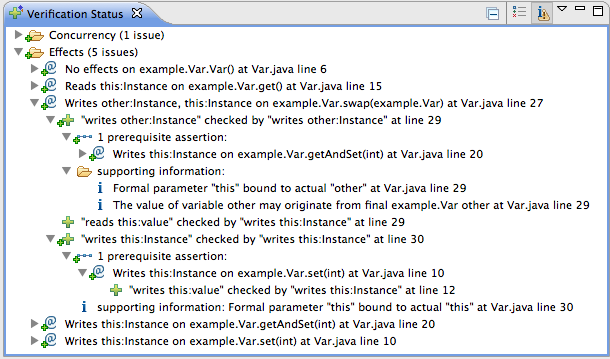 Verification Status
Concurrency (1 issue)
Effects (5 issues)
No effects on example.Var.Var() at Var.java line 6
Reads this:Instance on example.Var.get() at Var.java line 15
Writes other:Instance, this:Instance on example.Var.swap(example.Var) at Var.java line 27
"writes other:Instance" checked by "writes other:Instance" at line 29
1 prerequisite assertion:
Writes this:Instance on example.Var.getAndSet(int) at Var.java line 20
supporting information:
Formal parameter "this" bound to actual "other" at Var.java line 29
The value of variable other may originate from final example.Var other at Var.java line 29
"reads this:value" checked by "writes this:Instance" at line 29
"writes this:Instance" checked by "writes this:Instance" at line 30
1 prerequisite assertion:
Writes this:Instance on example.Var.set(int) at Var.java line 10
"writes this:value" checked by "writes this:Instance" at line 12
supporting information: Formal parameter "this" bound to actual "this" at Var.java line 30
Writes this:Instance on example.Var.getAndSet(int) at Var.java line 20
Writes this:Instance on example.Var.set(int) at Var.java line 10